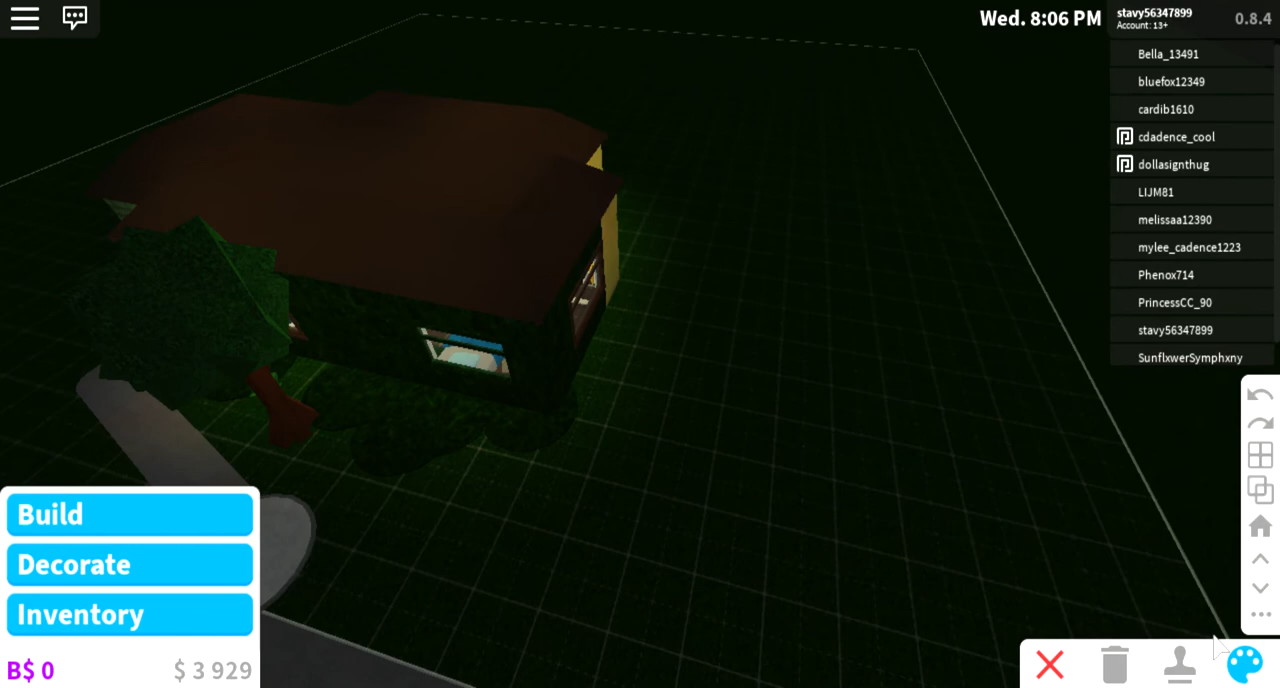 Wed. 8:06 PM
stavy56347899
Account: 13+
0.8.4
Bella_13491
bluefox12349
cardib1610
cdadence_cool
dollasignthug
LIJM81
melissaa12390
mylee_cadence1223
Phenox714
PrincessCC_90
stavy56347899
SunflxwerSymphxny
Build
Decorate
Inventory
B$ 0
$ 3 929